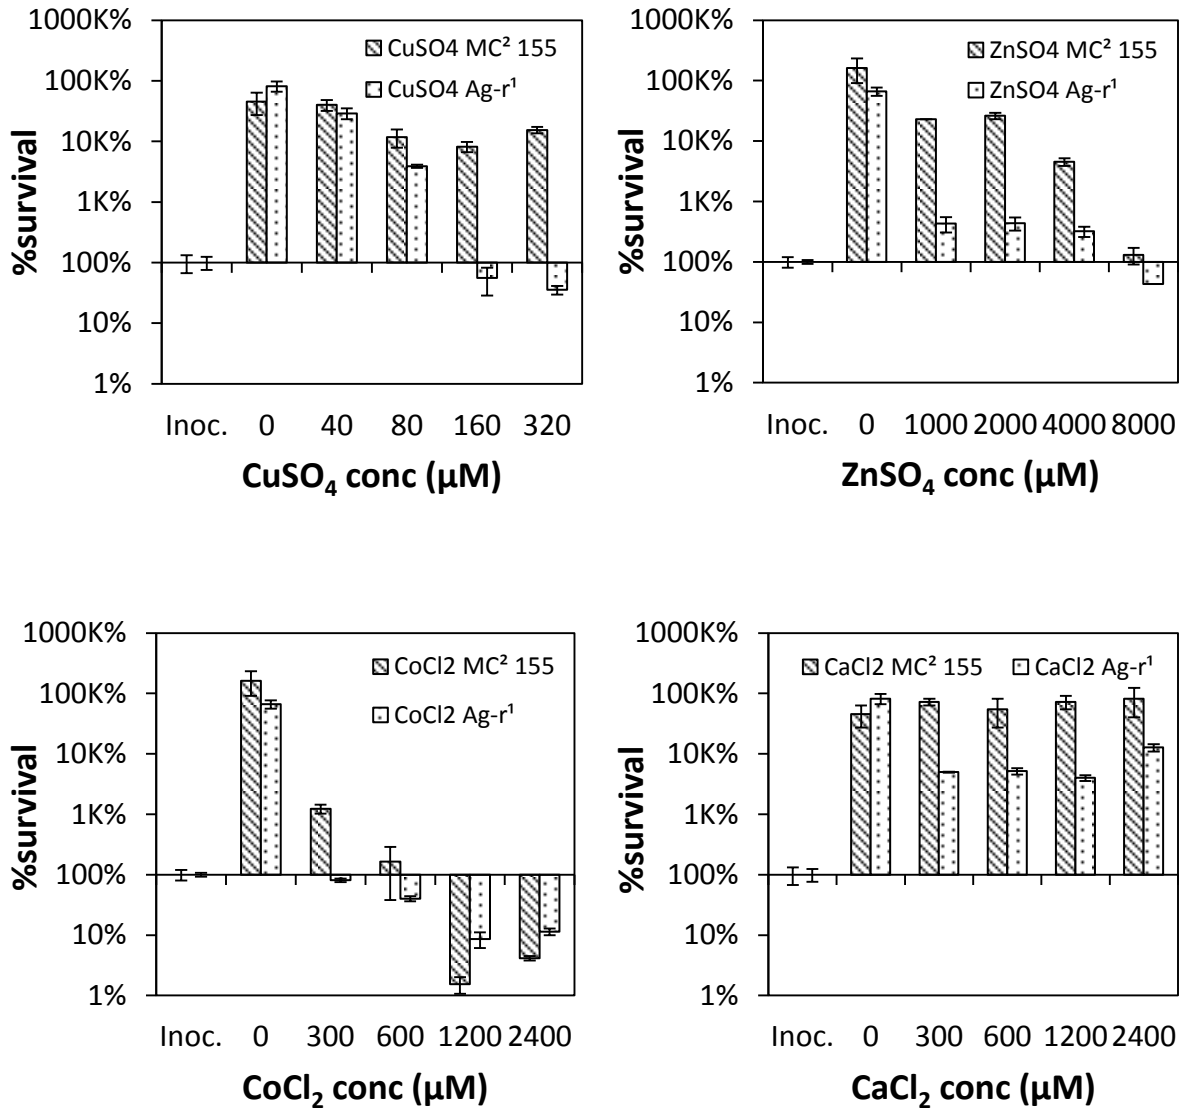 1000K%
100K%
10K%
1K%
100%
10%
1%
%survival
CuSO4 MC² 155
CuSO4 Ag-r¹
Inoc. 0 40 80 160 320
CuSO₄ conc (µM)
1000K%
100K%
10K%
1K%
100%
10%
1%
%survival
ZnSO4 MC² 155
ZnSO4 Ag-r¹
Inoc. 0 1000 2000 4000 8000
ZnSO₄ conc (µM)
1000K%
100K%
10K%
1K%
100%
10%
1%
%survival
CoCl2 MC² 155
CoCl2 Ag-r¹
Inoc. 0 300 600 1200 2400
CoCl₂ conc (µM)
1000K%
100K%
10K%
1K%
100%
10%
1%
%survival
CaCl2 MC² 155 CaCl2 Ag-r¹
Inoc. 0 300 600 1200 2400
CaCl₂ conc (µM)